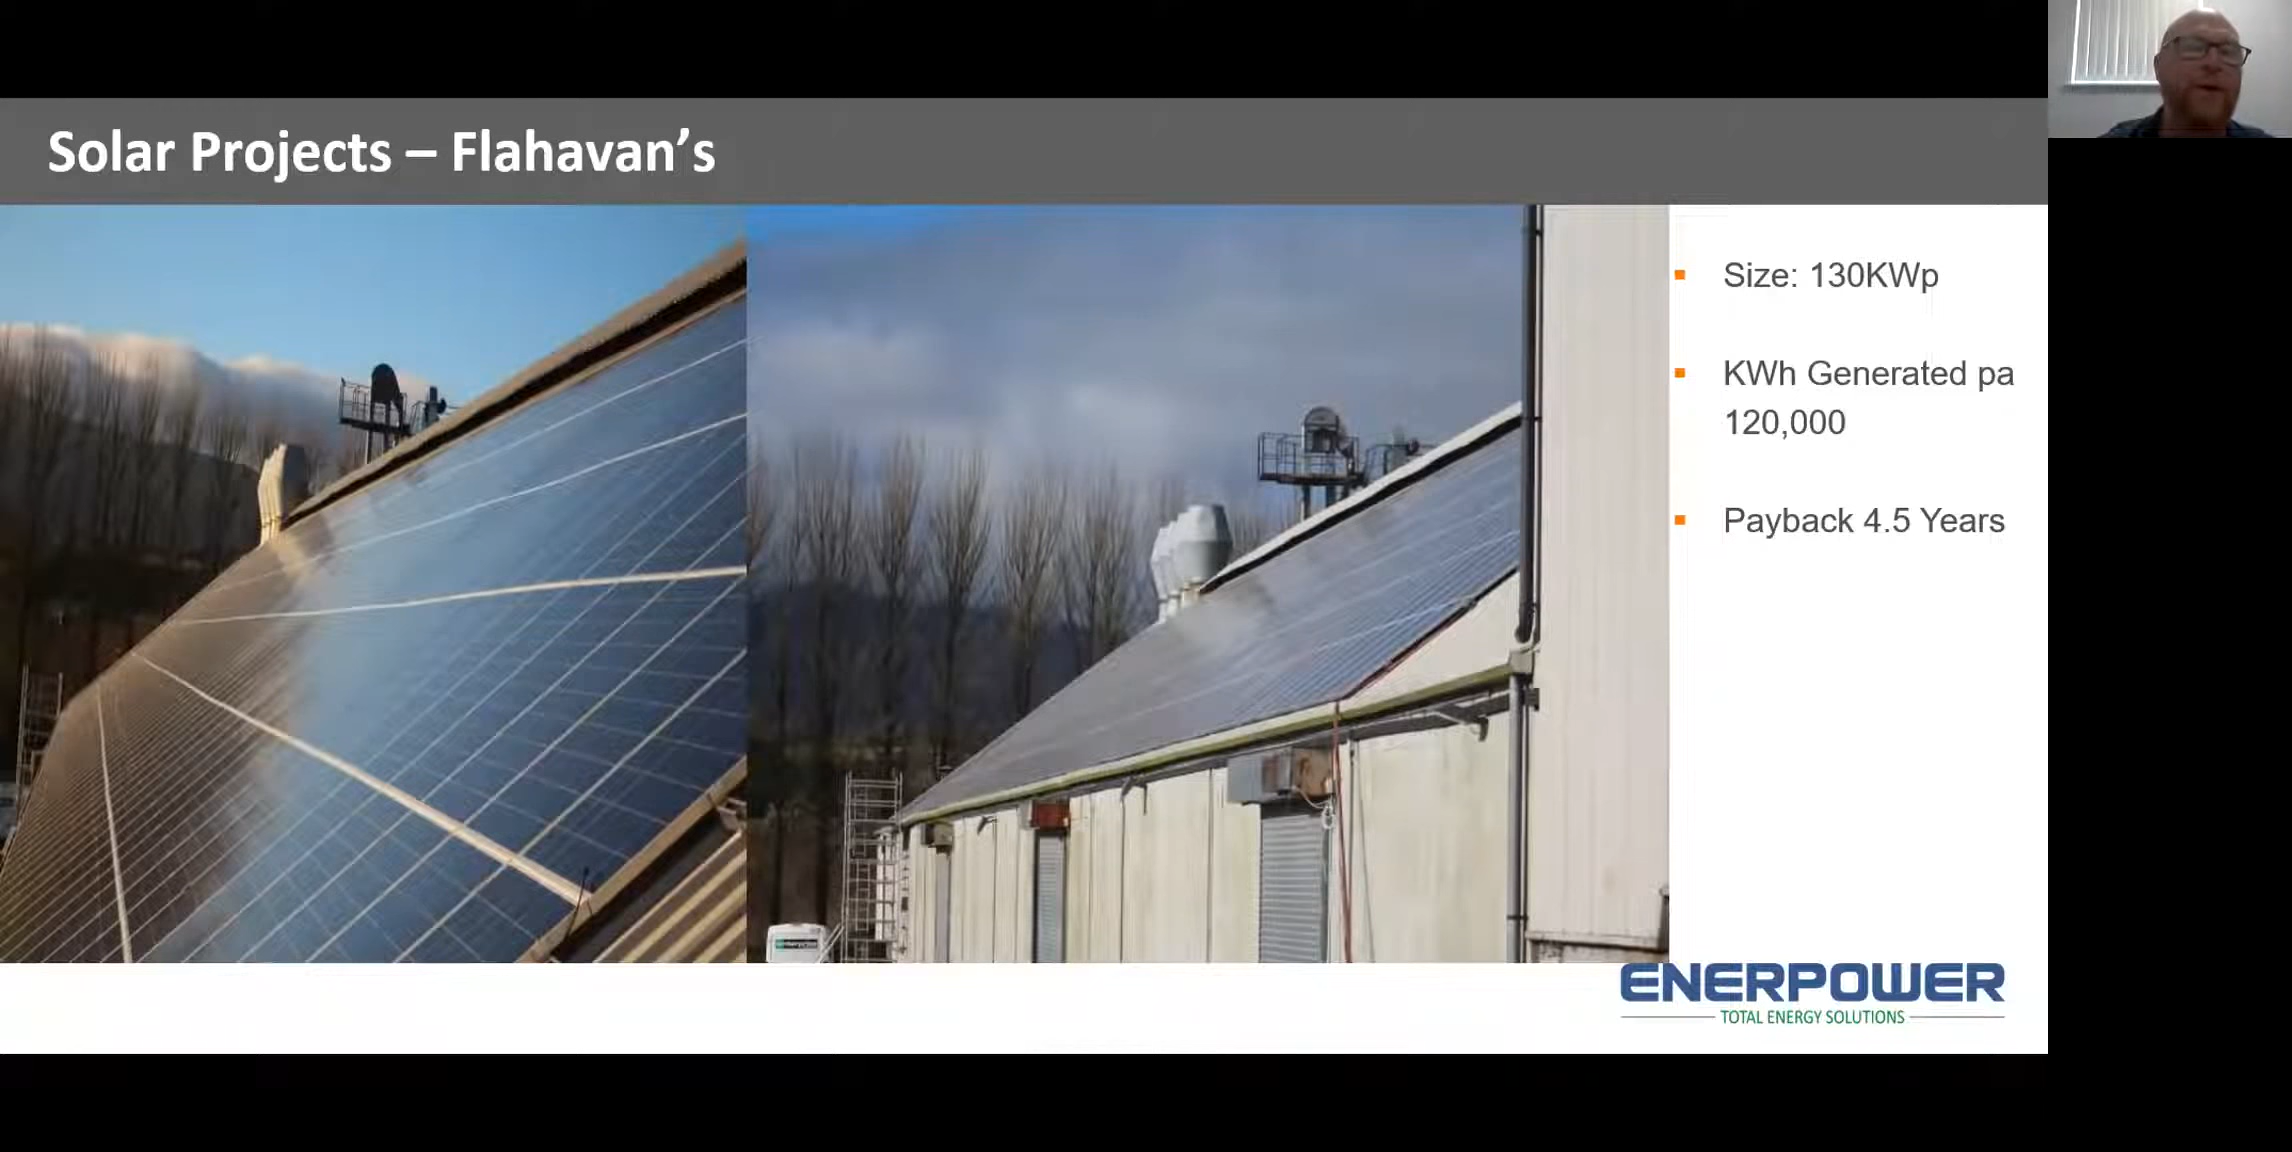 Solar Projects – Flahavan's
Size: 130KWp
KWh Generated pa
120,000
Payback 4.5 Years
ENERPOWER
TOTAL ENERGY SOLUTIONS